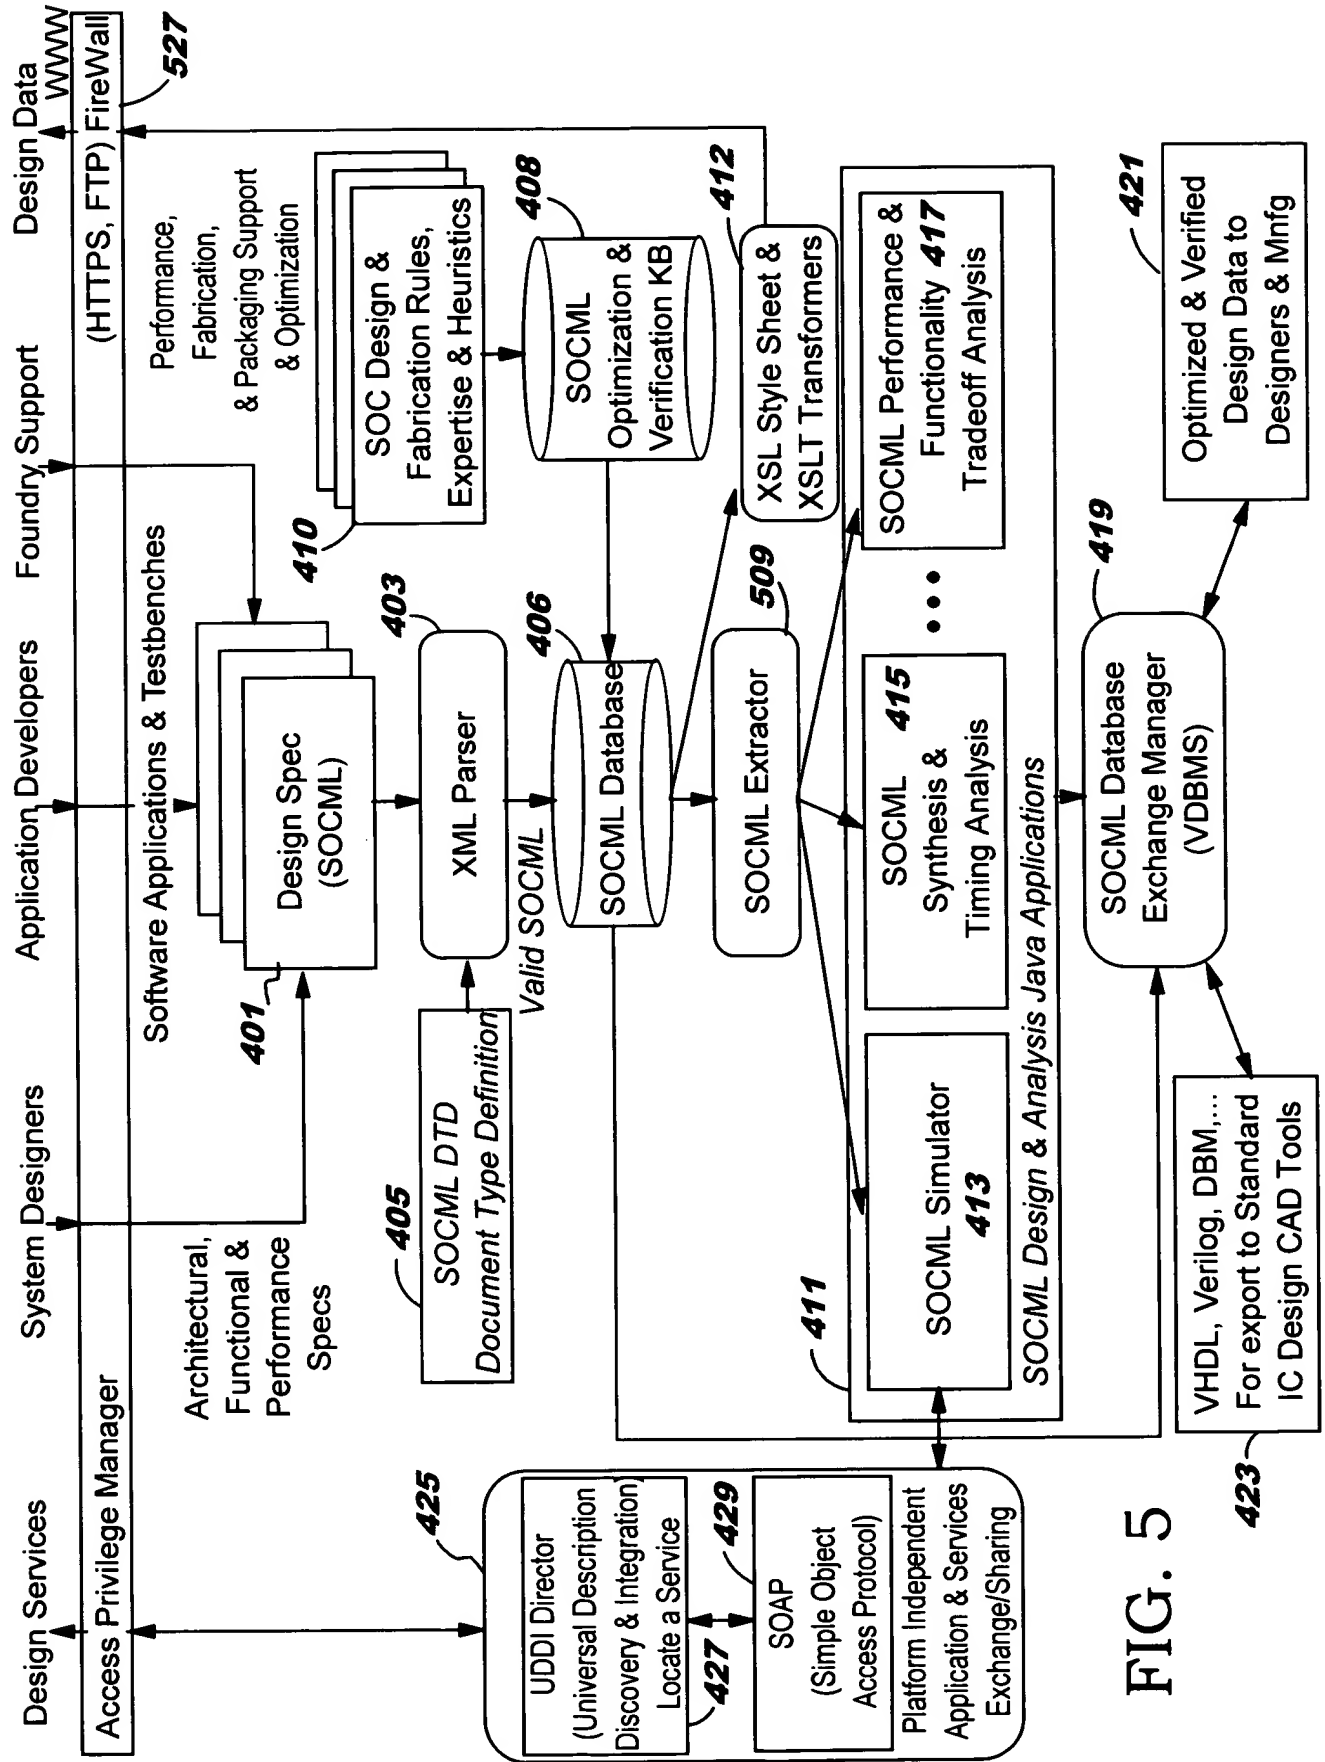 Design Services
System Designers
Application Developers
Foundry Support
Design Data
WWW
Access Privilege Manager
(HTTPS, FTP) FireWall
527
Architectural,
Functional &
Performance
Specs
Software Applications & Testbenches
Performance,
Fabrication,
& Packaging Support
& Optimization
401
Design Spec
(SOCML)
410
SOC Design &
Fabrication Rules,
Expertise & Heuristics
405
SOCML DTD
Document Type Definition
403
XML Parser
Valid SOCML
406
SOCML Database
408
SOCML
Optimization &
Verification KB
425
UDDI Director
(Universal Description
Discovery & Integration)
Locate a Service
427
429
SOAP
(Simple Object
Access Protocol)
Platform Independent
Application & Services
Exchange/Sharing
509
SOCML Extractor
412
XSL Style Sheet &
XSLT Transformers
411
SOCML Simulator
413
SOCML 415
Synthesis &
Timing Analysis
SOCML Performance &
Functionality 417
Tradeoff Analysis
SOCML Design & Analysis Java Applications
419
SOCML Database
Exchange Manager
(VDBMS)
421
Optimized & Verified
Design Data to
Designers & Mnfg
423
VHDL, Verilog, DBM,...
For export to Standard
IC Design CAD Tools
FIG. 5